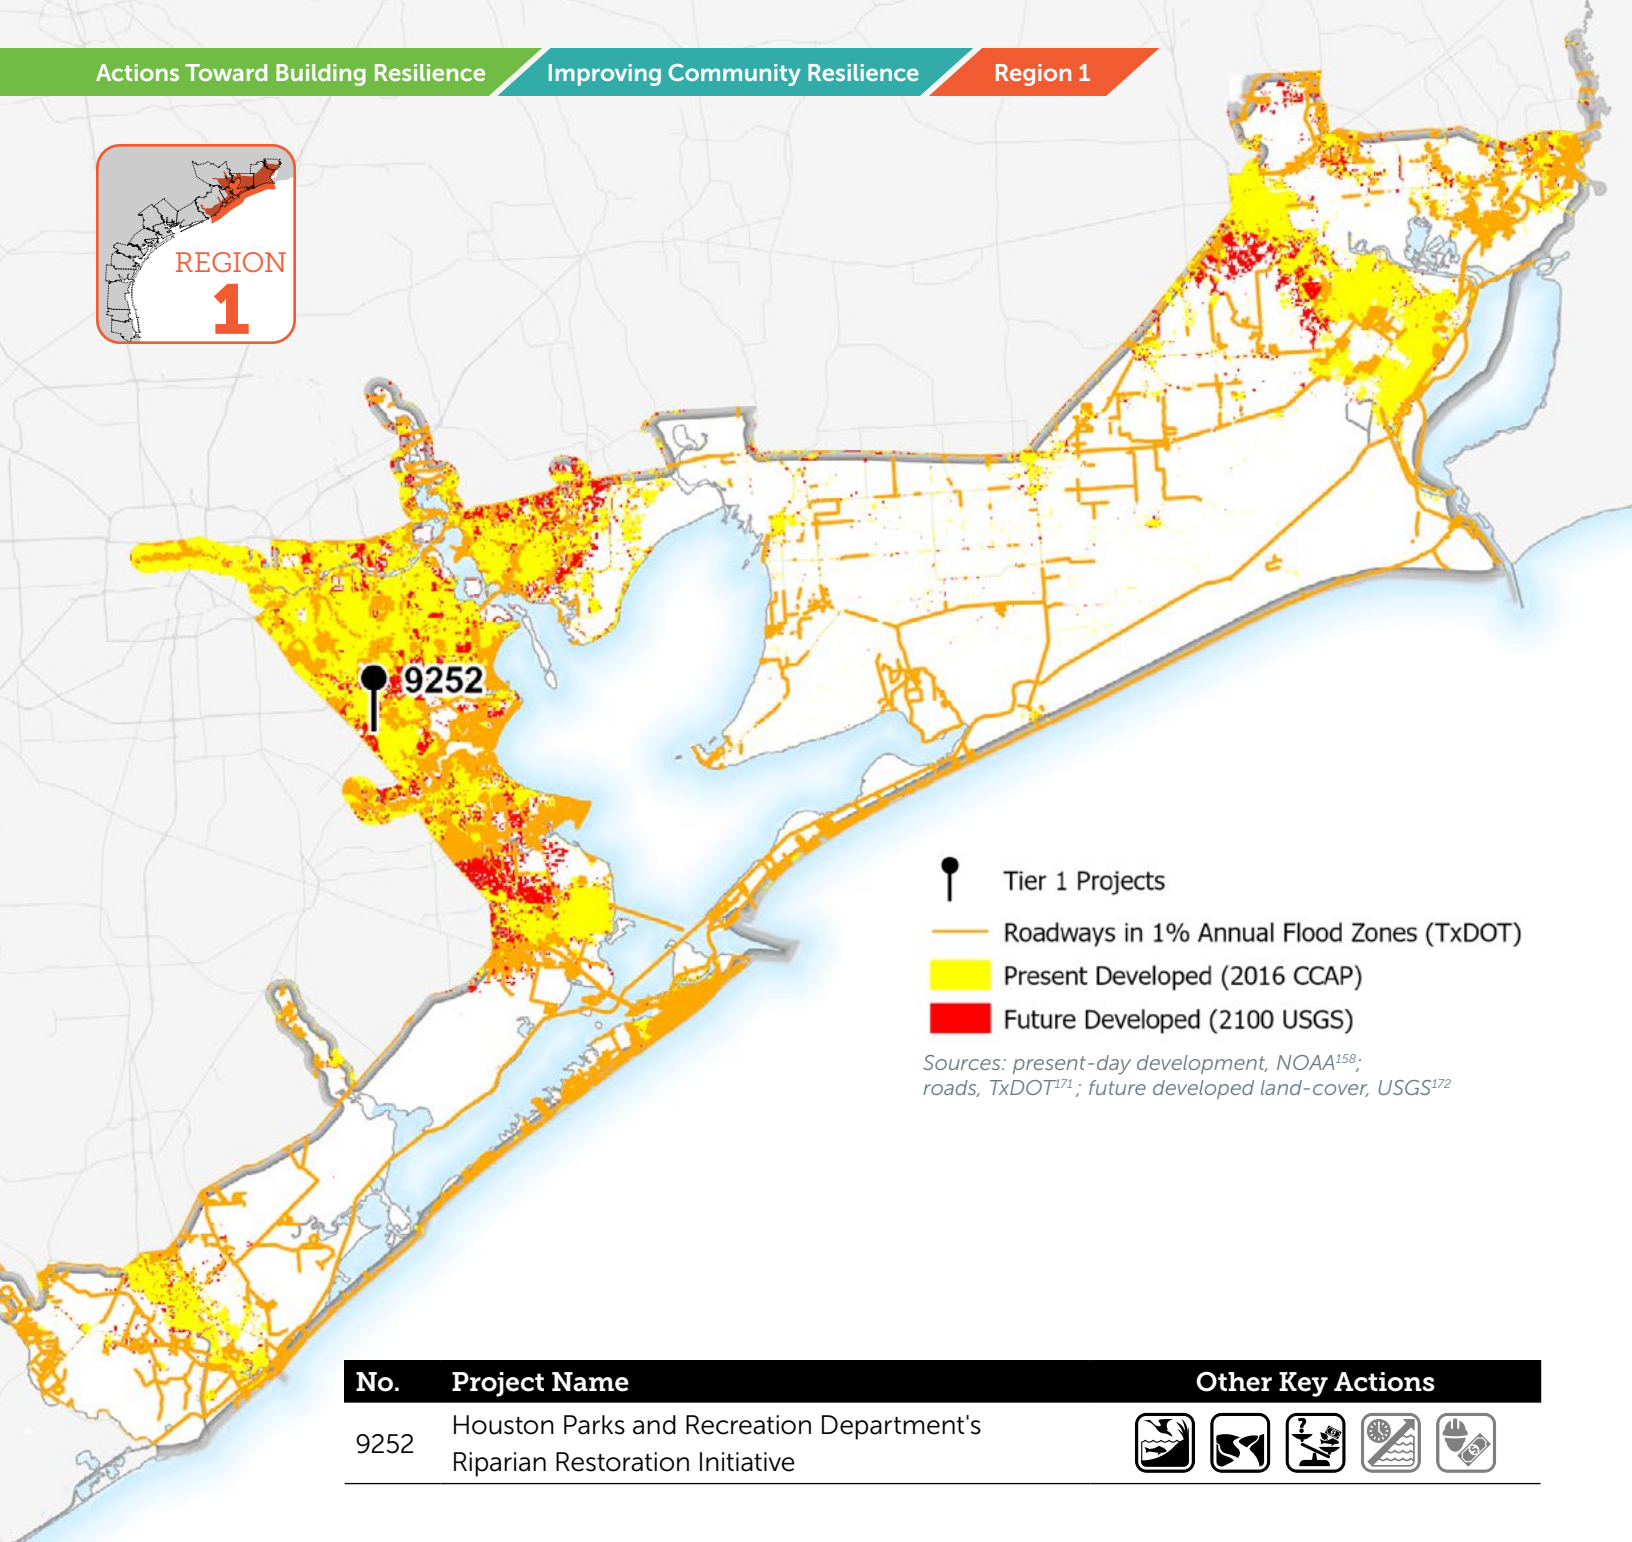 Actions Toward Building Resilience
Improving Community Resilience
Region 1
REGION
1
9252
Tier 1 Projects
Roadways in 1% Annual Flood Zones (TxDOT)
Present Developed (2016 CCAP)
Future Developed (2100 USGS)
Sources: present-day development, NOAA158;
roads, TxDOT171; future developed land-cover, USGS172
No. Project Name Other Key Actions
9252 Houston Parks and Recreation Department's
Riparian Restoration Initiative